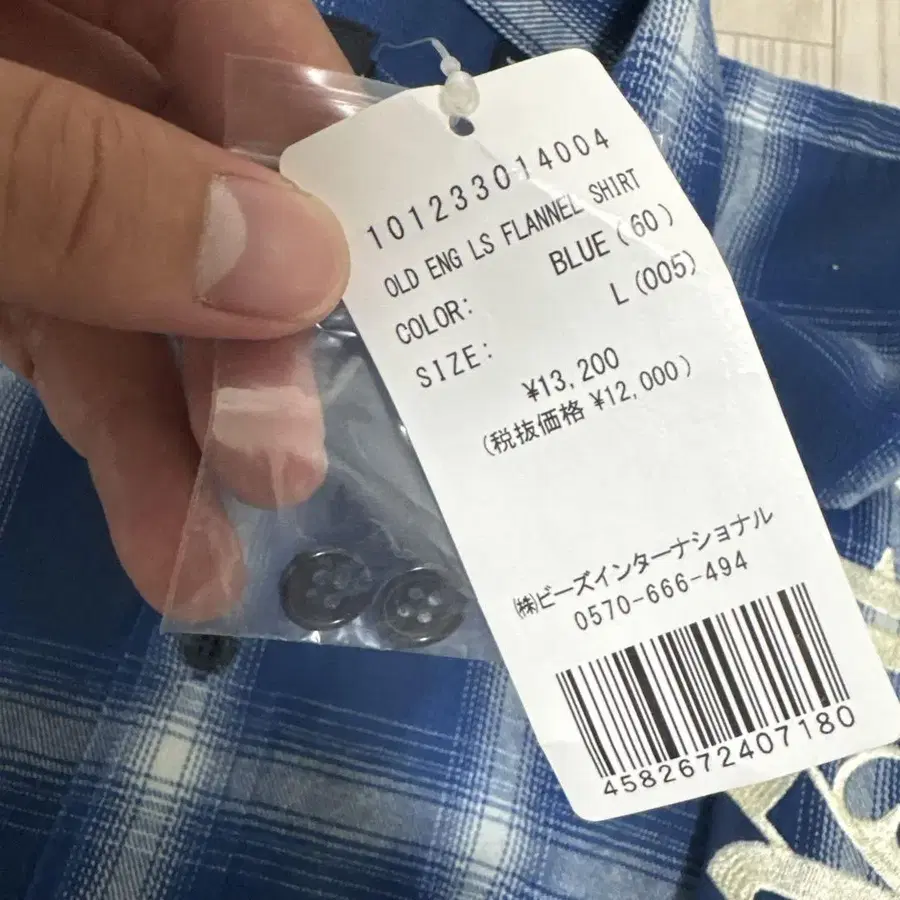 101233014004
OLD ENG LS FLANNEL SHIRT
COLOR: BLUE(60)
SIZE: L(005)
¥13,200
(税抜価格 ¥12,000)
㈱ビーズインターナショナル
0570-666-494
4582672407180